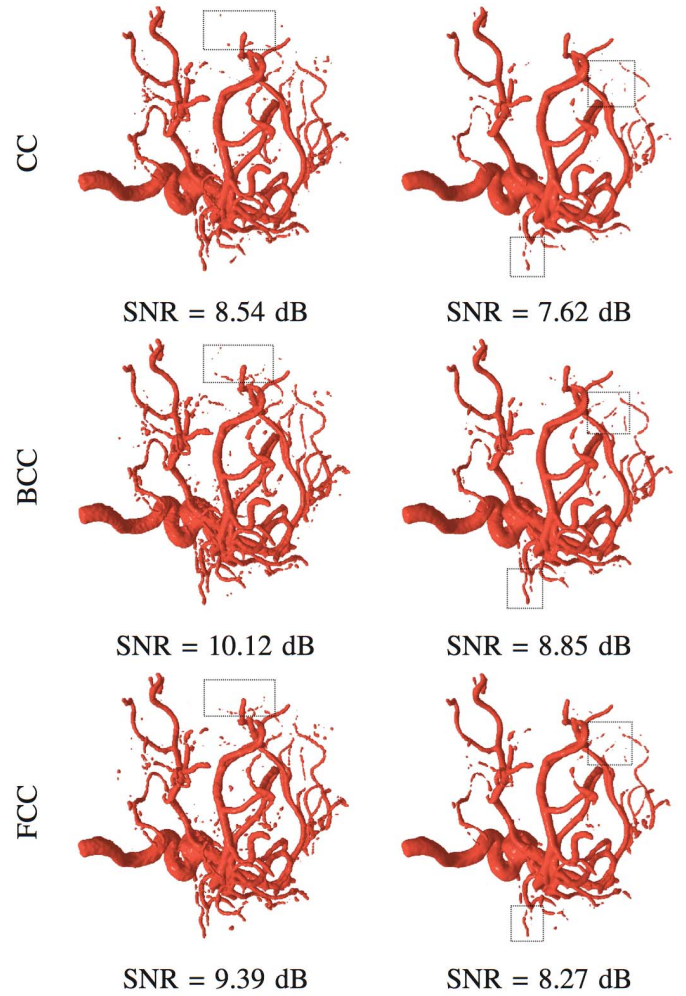 CC
SNR = 8.54 dB
SNR = 7.62 dB
BCC
SNR = 10.12 dB
SNR = 8.85 dB
FCC
SNR = 9.39 dB
SNR = 8.27 dB